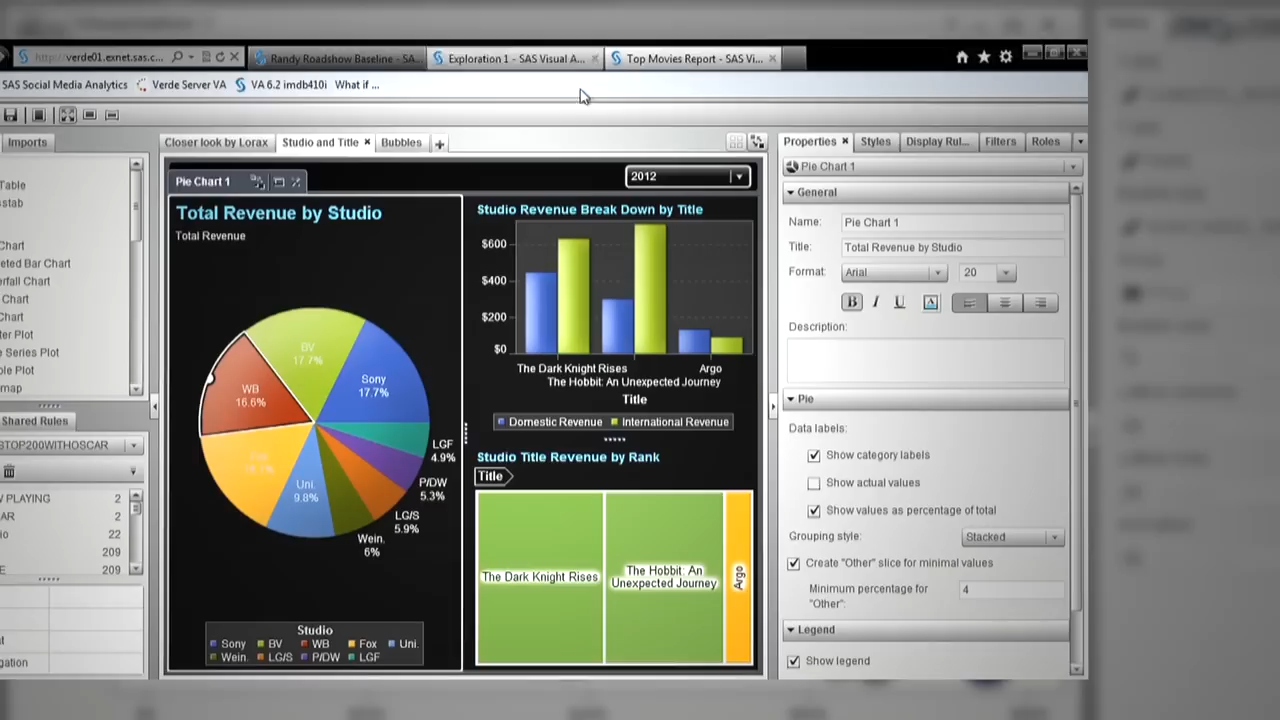 http://verde01.exnet.sas.c...
Randy Roadshow Baseline - SA...
Exploration 1 - SAS Visual A...
Top Movies Report - SAS Vi...
SAS Social Media Analytics
Verde Server VA
VA 6.2 imdb410i
What if ...
Imports
Closer look by Lorax
Studio and Title
Bubbles
Properties
Styles
Display Rul...
Filters
Roles
Table
sstab
Chart
eted Bar Chart
rfall Chart
Chart
Chart
ter Plot
e Series Plot
ble Plot
map
Shared Rules
STOP200WITHOSCAR
PLAYING 2
AR 2
io 22
209
E 209
t
gation
Pie Chart 1
2012
Total Revenue by Studio
Total Revenue
BV
17.7%
Sony
17.7%
WB
16.6%
LGF
4.9%
P/DW
5.3%
Uni.
9.8%
LG/S
5.9%
Wein.
6%
Studio
Sony BV WB Fox Uni.
Wein. LG/S P/DW LGF
Studio Revenue Break Down by Title
$600
$400
$200
$0
The Dark Knight Rises Argo
The Hobbit: An Unexpected Journey
Title
Domestic Revenue International Revenue
Studio Title Revenue by Rank
Title
The Dark Knight Rises
The Hobbit: An
Unexpected Journey
Argo
Pie Chart 1
General
Name: Pie Chart 1
Title: Total Revenue by Studio
Format: Arial 20
B I U A
Description:
Pie
Data labels:
Show category labels
Show actual values
Show values as percentage of total
Grouping style: Stacked
Create "Other" slice for minimal values
Minimum percentage for 4
"Other":
Legend
Show legend